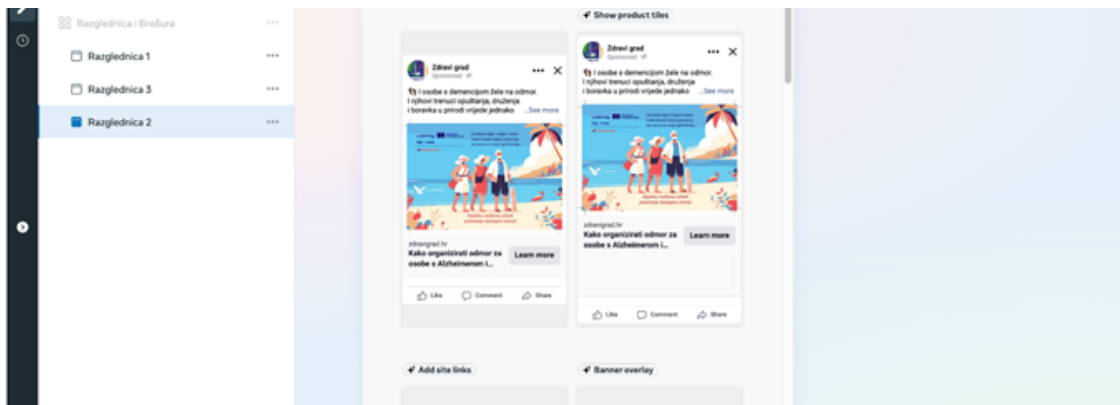 Razglednica i Brošura
Razglednica 1
Razglednica 3
Razglednica 2
Show product tiles
Zdravi grad
Sponsored
👣 I osobe s demencijom žele na odmor.
I njihovi trenuci opuštanja, druženja
i boravka u prirodi vrijede jednako ...See more
zdravigrad.hr
Kako organizirati odmor za
osobe s Alzheimerom i...
Learn more
Like Comment Share
Zdravi grad
Sponsored
👣 I osobe s demencijom žele na odmor.
I njihovi trenuci opuštanja, druženja
i boravka u prirodi vrijede jednako ...See more
zdravigrad.hr
Kako organizirati odmor za
osobe s Alzheimerom i...
Learn more
Like Comment Share
Add site links
Banner overlay